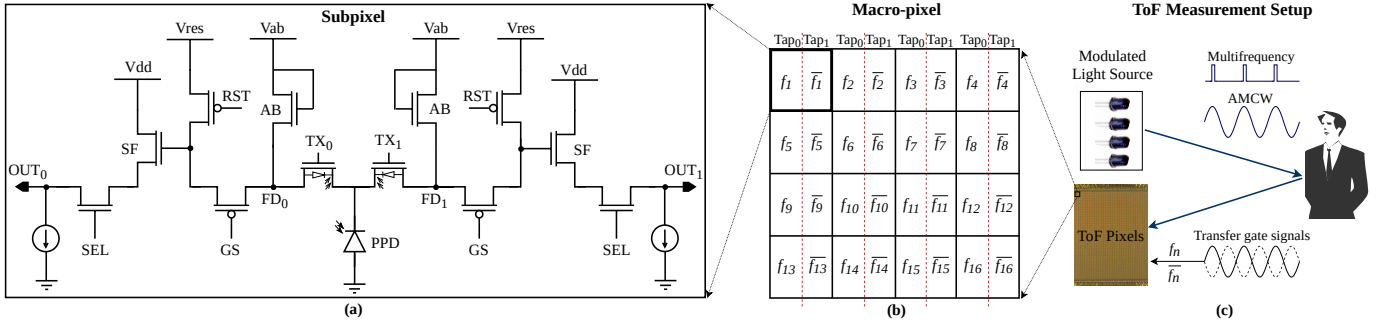 Subpixel
Vres Vab Vab Vres
Vdd Vdd
RST AB AB RST
SF TX0 TX1 SF
OUT0 OUT1
FD0 FD1
SEL GS PPD GS SEL
(a)
Macro-pixel
Tap0 Tap1 Tap0 Tap1 Tap0 Tap1 Tap0 Tap1
f1 f̅1 f2 f̅2 f3 f̅3 f4 f̅4
f5 f̅5 f6 f̅6 f7 f̅7 f8 f̅8
f9 f̅9 f10 f̅10 f11 f̅11 f12 f̅12
f13 f̅13 f14 f̅14 f15 f̅15 f16 f̅16
(b)
ToF Measurement Setup
Modulated
Light Source
Multifrequency
AMCW
ToF Pixels
Transfer gate signals
fn
f̅n
(c)